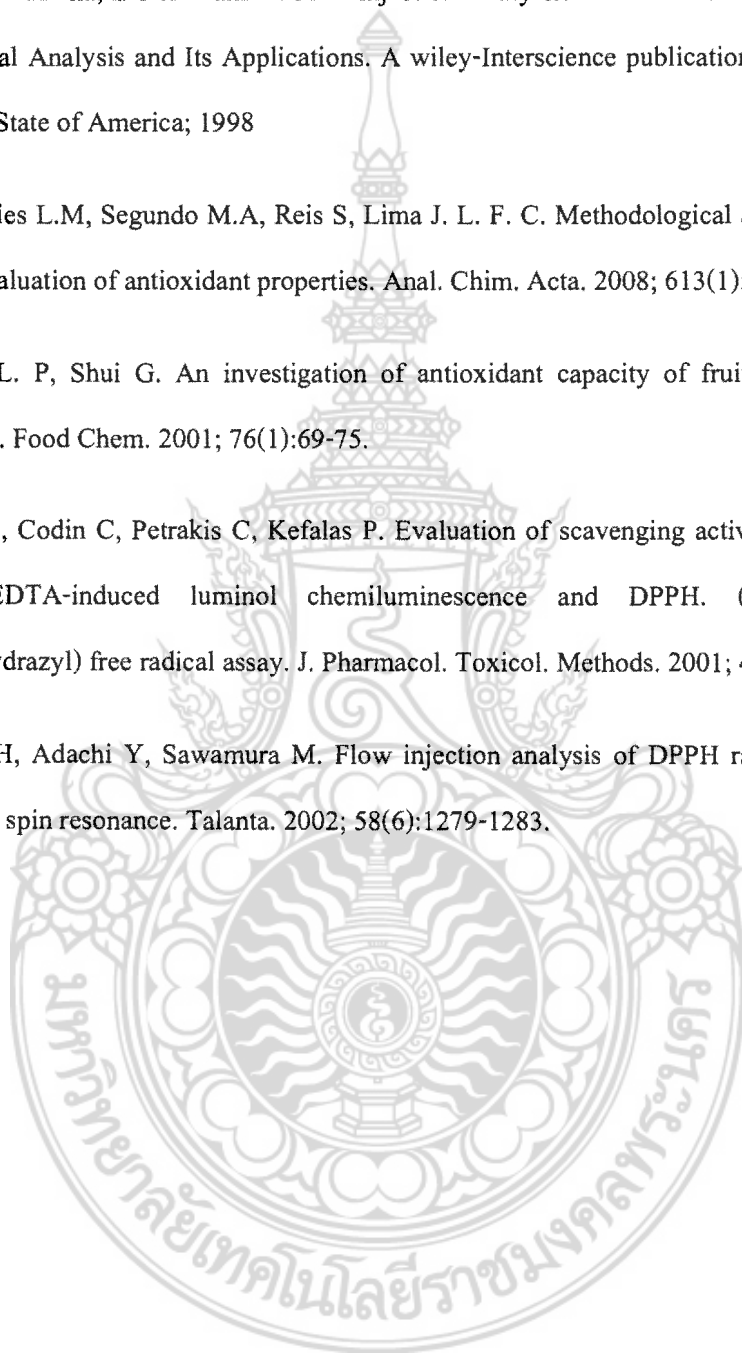 al Analysis and Its Applications. A wiley-Interscience publication
State of America; 1998
ies L.M, Segundo M.A, Reis S, Lima J. L. F. C. Methodological
aluation of antioxidant properties. Anal. Chim. Acta. 2008; 613(1)
L. P, Shui G. An investigation of antioxidant capacity of frui
. Food Chem. 2001; 76(1):69-75.
, Codin C, Petrakis C, Kefalas P. Evaluation of scavenging activ
EDTA-induced luminol chemiluminescence and DPPH. (
ydrazyl) free radical assay. J. Pharmacol. Toxicol. Methods. 2001;
H, Adachi Y, Sawamura M. Flow injection analysis of DPPH r
spin resonance. Talanta. 2002; 58(6):1279-1283.
มหาวิทยาลัยเทคโนโลยีราชมงคลพระนคร